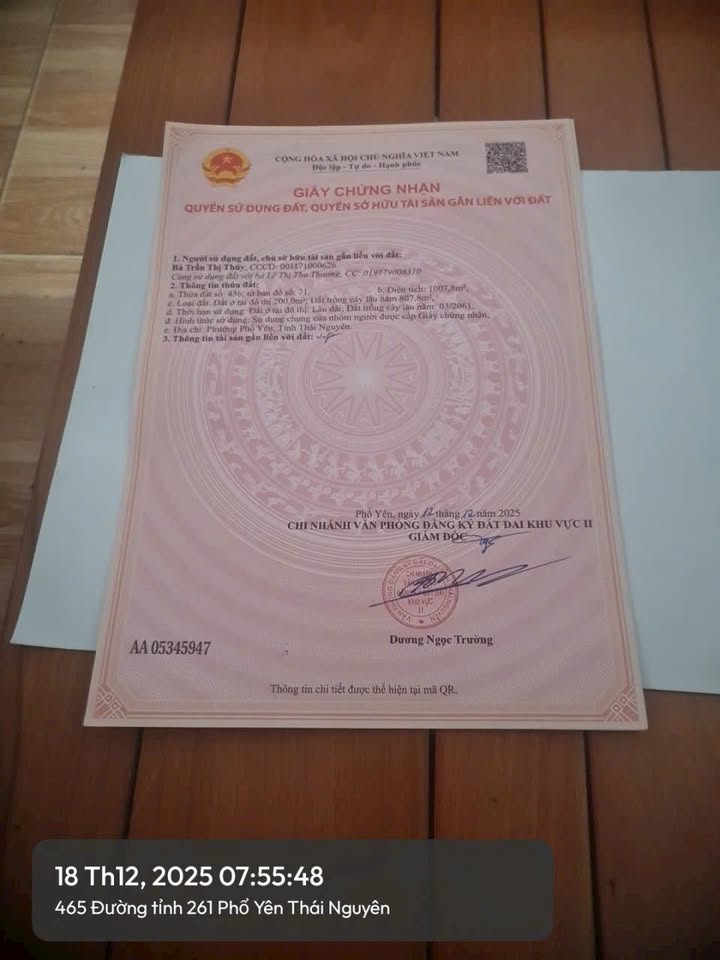 CỘNG HÒA XÃ HỘI CHỦ NGHĨA VIỆT NAM
Độc lập - Tự do - Hạnh phúc
GIẤY CHỨNG NHẬN
QUYỀN SỬ DỤNG ĐẤT, QUYỀN SỞ HỮU TÀI SẢN GẮN LIỀN VỚI ĐẤT
1. Người sử dụng đất, chủ sở hữu tài sản gắn liền với đất:
Bà Trần Thị Thúy, CCCD: 001171000626
Cùng sử dụng đất với bà Lê Thị Thu Thương, CC: 019179008310
2. Thông tin thửa đất:
a. Thửa đất số: 436; tờ bản đồ số: 71, b. Diện tích: 1007,8m²,
c. Loại đất: Đất ở tại đô thị 200,0m²; Đất trồng cây lâu năm 807,8m²,
d. Thời hạn sử dụng: Đất ở tại đô thị: Lâu dài; Đất trồng cây lâu năm: 03/2061,
đ. Hình thức sử dụng: Sử dụng chung của nhóm người được cấp Giấy chứng nhận,
e. Địa chỉ: Phường Phổ Yên, Tỉnh Thái Nguyên.
3. Thông tin tài sản gắn liền với đất: -/-
Phổ Yên, ngày 12 tháng 12 năm 2025
CHI NHÁNH VĂN PHÒNG ĐĂNG KÝ ĐẤT ĐAI KHU VỰC II
GIÁM ĐỐC
CHI NHÁNH
KHU VỰC
II
Dương Ngọc Trường
AA 05345947
Thông tin chi tiết được thể hiện tại mã QR.
18 Th12, 2025 07:55:48
465 Đường tỉnh 261 Phổ Yên Thái Nguyên